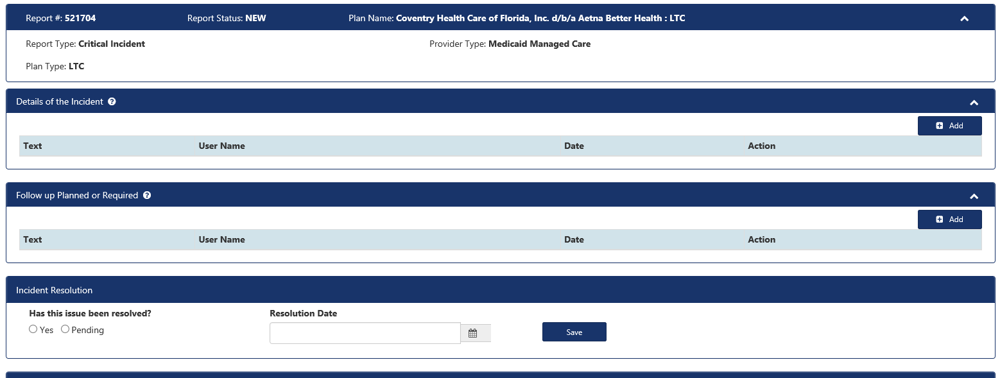 Report #: 521704 Report Status: NEW Plan Name: Coventry Health Care of Florida, Inc. d/b/a Aetna Better Health : LTC
Report Type: Critical Incident Provider Type: Medicaid Managed Care
Plan Type: LTC
Details of the Incident ?
Add
Text User Name Date Action
Follow up Planned or Required ?
Add
Text User Name Date Action
Incident Resolution
Has this issue been resolved? Resolution Date
Yes Pending Save